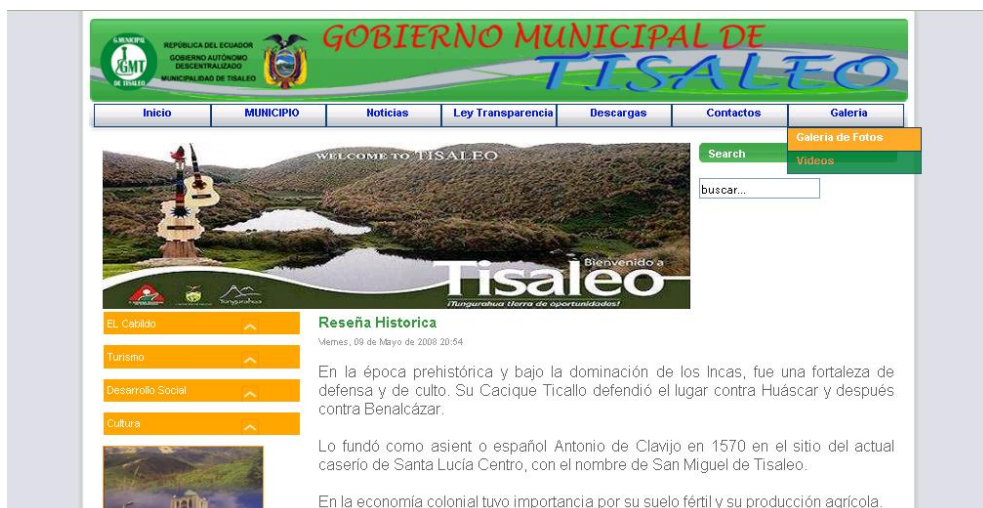 G.MUNICIPAL
GMT
DE TISALEO
REPÚBLICA DEL ECUADOR
GOBIERNO AUTÓNOMO
DESCENTRALIZADO
MUNICIPALIDAD DE TISALEO
GOBIERNO MUNICIPAL DE
TISALEO
Inicio MUNICIPIO Noticias Ley Transparencia Descargas Contactos Galeria
Galeria de Fotos
Videos
WELCOME TO TISALEO
Search
buscar...
Bienvenido a
Tisaleo
¡Tungurahua tierra de oportunidades!
Tungurahua
EL Cabildo
Turismo
Desarrollo Social
Cultura
Reseña Historica
Viernes, 09 de Mayo de 2008 20:54
En la época prehistórica y bajo la dominación de los Incas, fue una fortaleza de
defensa y de culto. Su Cacique Ticallo defendió el lugar contra Huáscar y después
contra Benalcázar.
Lo fundó como asient o español Antonio de Clavijo en 1570 en el sitio del actual
caserío de Santa Lucía Centro, con el nombre de San Miguel de Tisaleo.
En la economía colonial tuvo importancia por su suelo fértil y su producción agrícola.